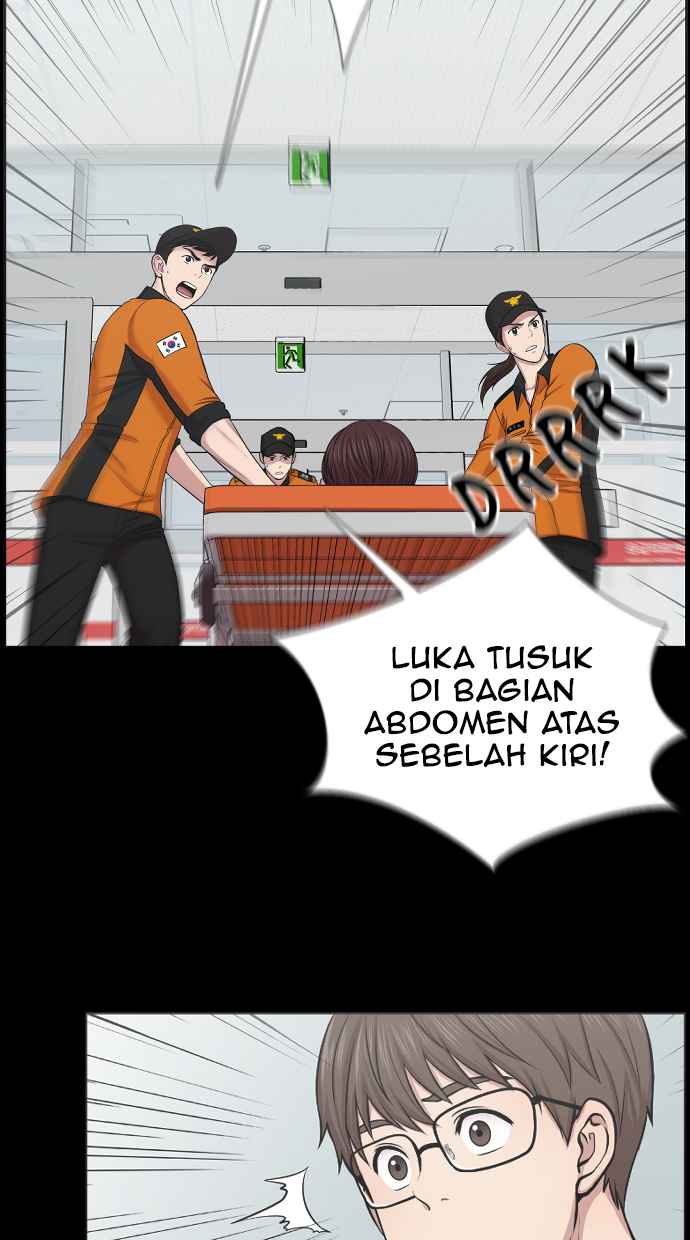 DRRRK
LUKA TUSUK
DI BAGIAN
ABDOMEN ATAS
SEBELAH KIRI!